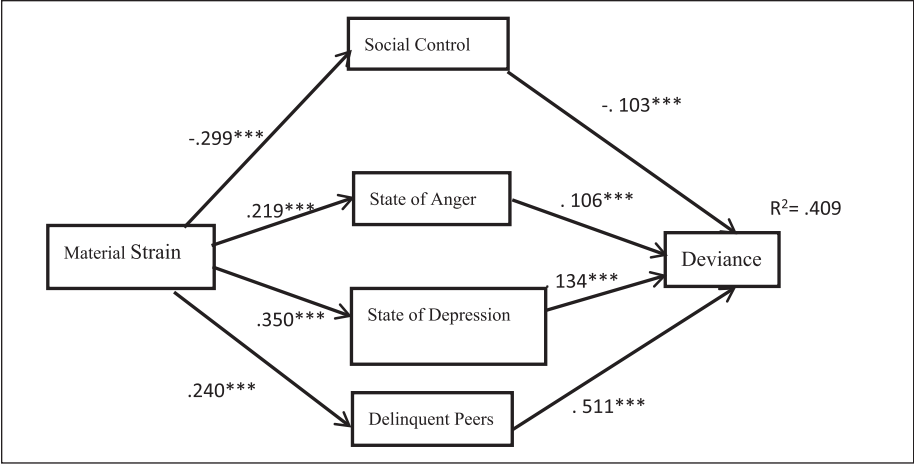 Social Control
-. 103***
-.299***
State of Anger
.219***
. 106***
R²= .409
Material Strain
Deviance
. 134***
State of Depression
.350***
.240***
Delinquent Peers
. 511***